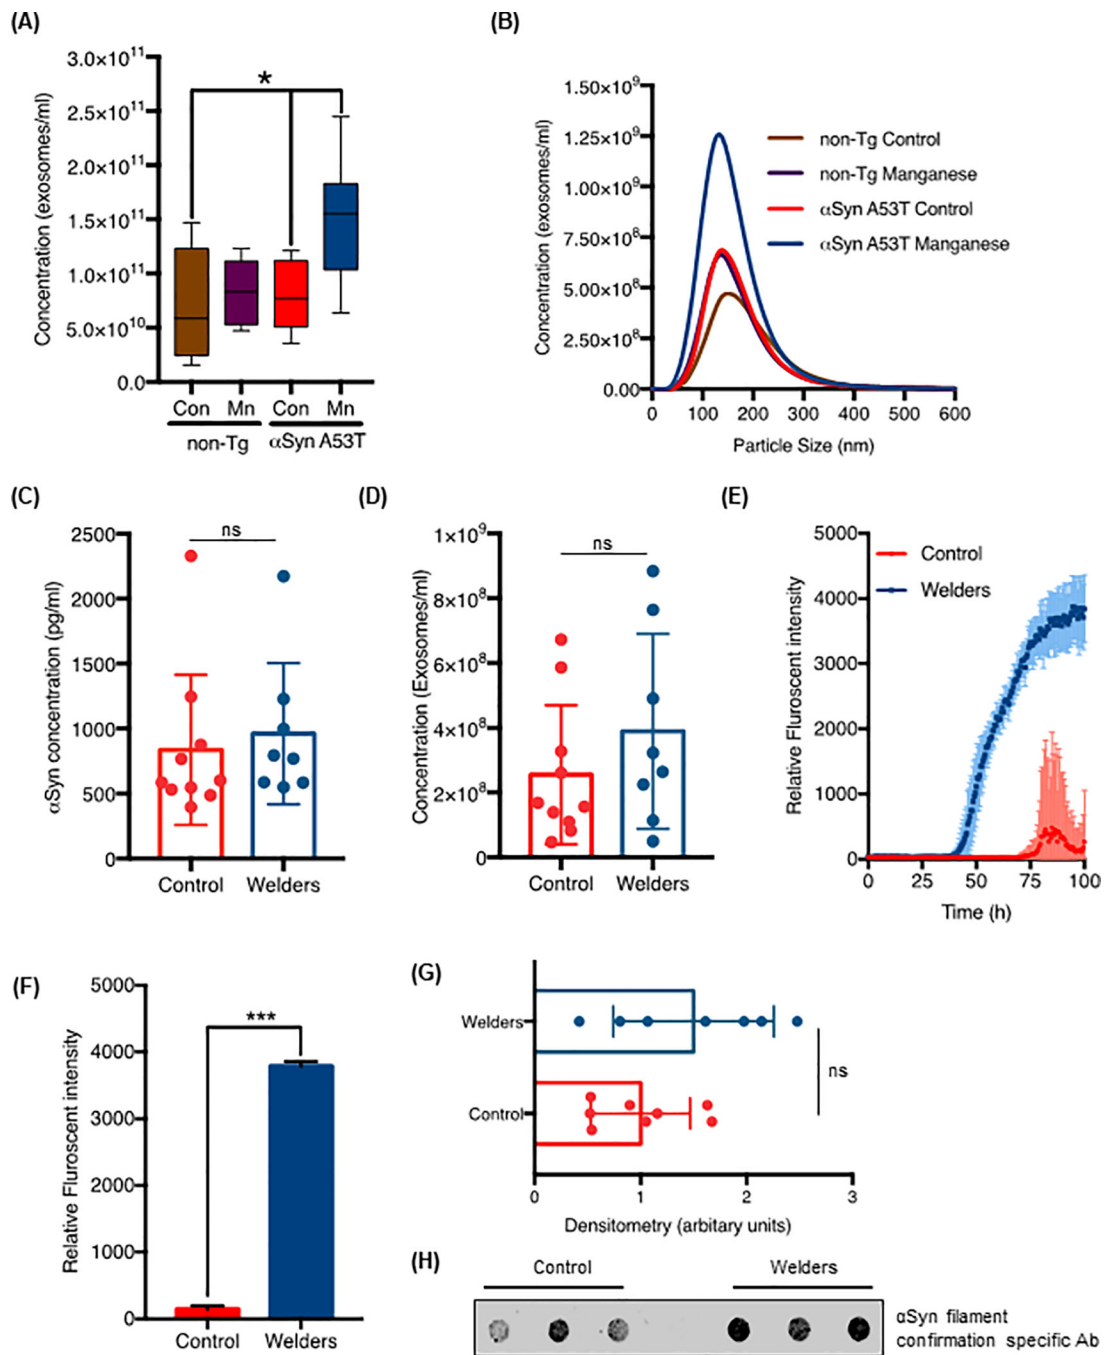 (A)
Concentration (exosomes/ml)
3.0×10¹¹
2.5×10¹¹
2.0×10¹¹
1.5×10¹¹
1.0×10¹¹
5.0×10¹⁰
0.0
*
Con Mn Con Mn
non-Tg αSyn A53T
(B)
Concentration (exosomes/ml)
1.50×10⁹
1.25×10⁹
1.00×10⁹
7.50×10⁸
5.00×10⁸
2.50×10⁸
0.00
non-Tg Control
non-Tg Manganese
αSyn A53T Control
αSyn A53T Manganese
0 100 200 300 400 500 600
Particle Size (nm)
(C)
αSyn concentration (pg/ml)
2500
2000
1500
1000
500
0
ns
Control Welders
(D)
Concentration (Exosomes/ml)
1×10⁹
8×10⁸
6×10⁸
4×10⁸
2×10⁸
0
ns
Control Welders
(E)
Relative Fluroscent intensity
5000
4000
3000
2000
1000
0
Control
Welders
0 25 50 75 100
Time (h)
(F)
Relative Fluroscent intensity
5000
4000
3000
2000
1000
0
***
Control Welders
(G)
Welders
Control
ns
0 1 2 3
Densitometry (arbitary units)
(H)
Control Welders
αSyn filament
confirmation specific Ab